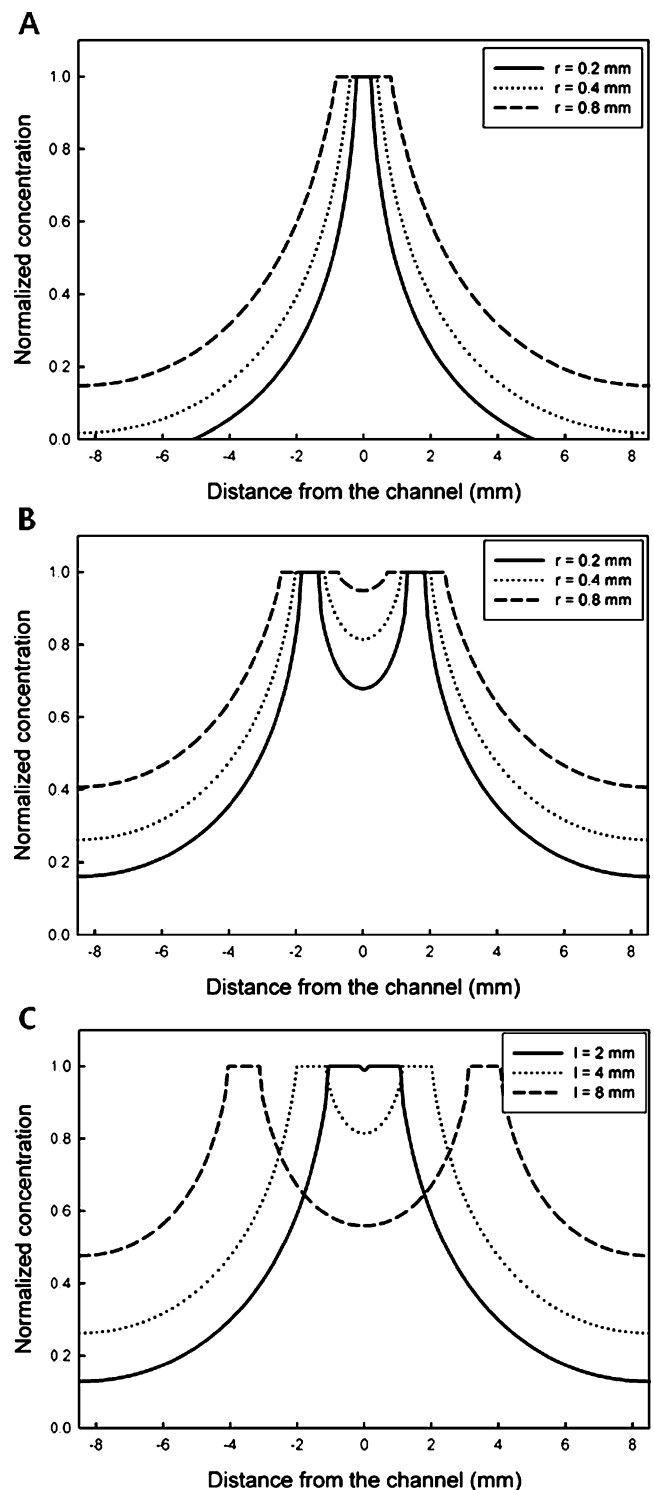 A
r = 0.2 mm
r = 0.4 mm
r = 0.8 mm
1.0
0.8
0.6
0.4
0.2
0.0
Normalized concentration
-8 -6 -4 -2 0 2 4 6 8
Distance from the channel (mm)
B
r = 0.2 mm
r = 0.4 mm
r = 0.8 mm
1.0
0.8
0.6
0.4
0.2
0.0
Normalized concentration
-8 -6 -4 -2 0 2 4 6 8
Distance from the channel (mm)
C
l = 2 mm
l = 4 mm
l = 8 mm
1.0
0.8
0.6
0.4
0.2
0.0
Normalized concentration
-8 -6 -4 -2 0 2 4 6 8
Distance from the channel (mm)